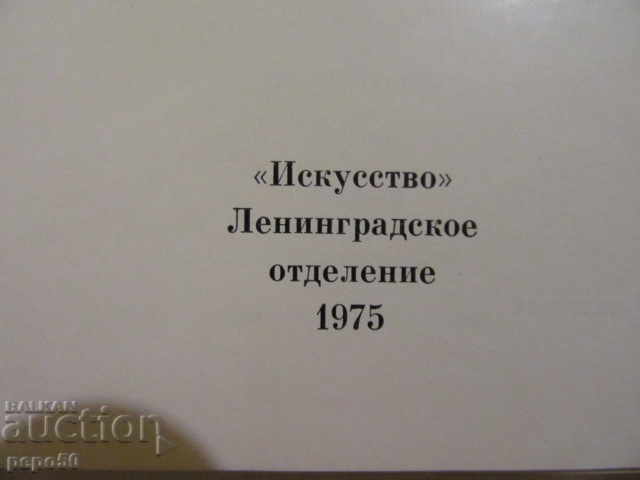 «Искусство»
Ленинградское
отделение
1975
BALKAN
auction
pepo50